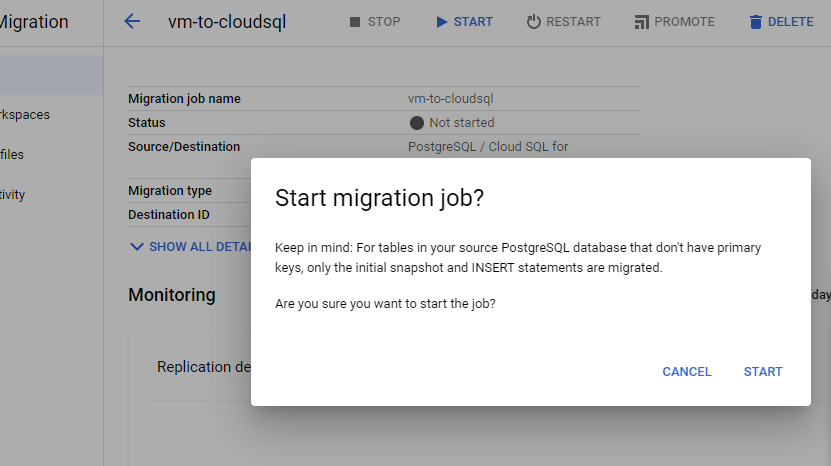 Migration
vm-to-cloudsql
STOP
START
RESTART
PROMOTE
DELETE
Migration job name vm-to-cloudsql
Status Not started
Source/Destination PostgreSQL / Cloud SQL for
Migration type
Destination ID
SHOW ALL DETAI
Monitoring
day
Replication de
rkspaces
files
tivity
Start migration job?
Keep in mind: For tables in your source PostgreSQL database that don't have primary
keys, only the initial snapshot and INSERT statements are migrated.
Are you sure you want to start the job?
CANCEL
START